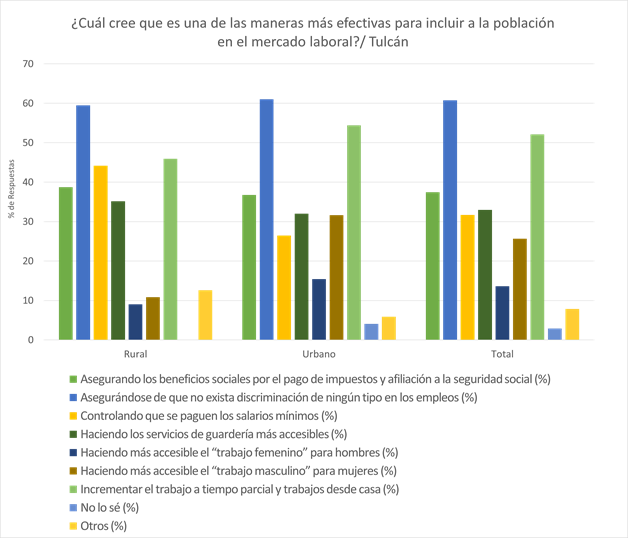 ¿Cuál cree que es una de las maneras más efectivas para incluir a la población
en el mercado laboral?/ Tulcán
% de Respuestas
70
60
50
40
30
20
10
0
Rural
Urbano
Total
Asegurando los beneficios sociales por el pago de impuestos y afiliación a la seguridad social (%)
Asegurándose de que no exista discriminación de ningún tipo en los empleos (%)
Controlando que se paguen los salarios mínimos (%)
Haciendo los servicios de guardería más accesibles (%)
Haciendo más accesible el “trabajo femenino” para hombres (%)
Haciendo más accesible el “trabajo masculino” para mujeres (%)
Incrementar el trabajo a tiempo parcial y trabajos desde casa (%)
No lo sé (%)
Otros (%)